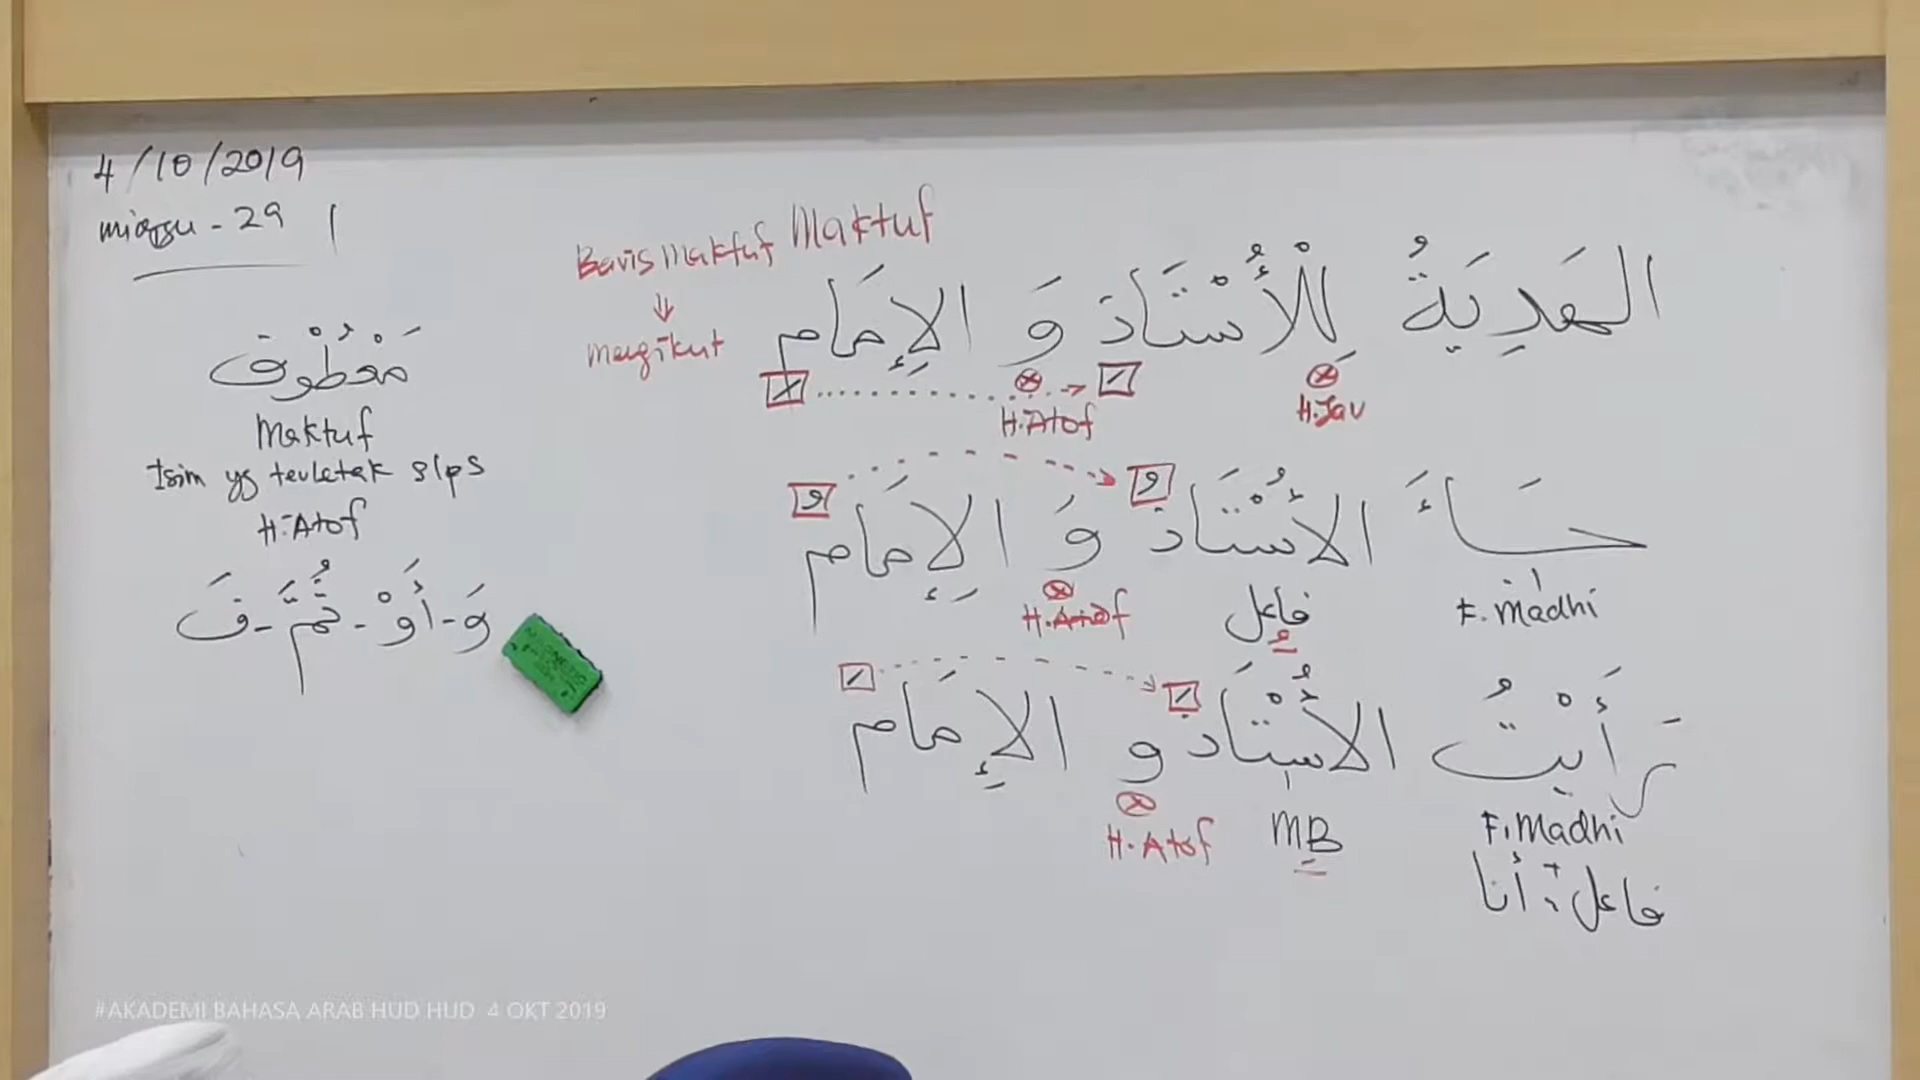 4/10/2019
minggu - 29
مَعْطُوْف
Maktuf
Isim yg terletak slps
H. Atof
وَ - أَوْ - ثُمَّ - فَ
Baris Maktuf Maktuf
⇓
mengikut
الهَدِيَةُ لِلْأُسْتَاذ وَ الإِمَام
H. Atof H. Jar
جَاءَ الأُسْتَاذ وَ الإِمَام
H. Atof فاعل F. Madhi
رَأَيْتُ الأُسْتَاذ و الإِمَام
H. Atof MB F. Madhi
فاعل : أنا
#AKADEMI BAHASA ARAB HUD HUD 4 OKT 2019